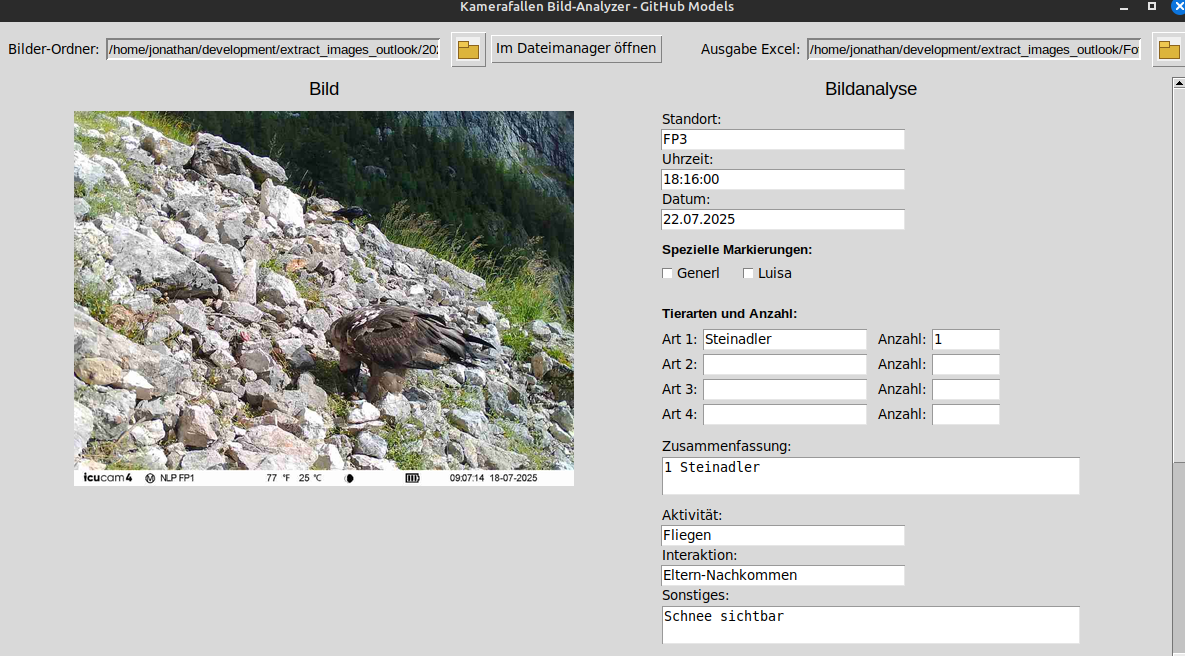 Kamerafallen Bild-Analyzer - GitHub Models
Bilder-Ordner: /home/jonathan/development/extract_images_outlook/202 Im Dateimanager öffnen Ausgabe Excel: /home/jonathan/development/extract_images_outlook/Fo
Bild
Bildanalyse
icucam4 M NLP FP1 77 °F 25 °C 09:07:14 18-07-2025
Standort:
FP3
Uhrzeit:
18:16:00
Datum:
22.07.2025
Spezielle Markierungen:
Generl Luisa
Tierarten und Anzahl:
Art 1: Steinadler Anzahl: 1
Art 2: Anzahl:
Art 3: Anzahl:
Art 4: Anzahl:
Zusammenfassung:
1 Steinadler
Aktivität:
Fliegen
Interaktion:
Eltern-Nachkommen
Sonstiges:
Schnee sichtbar